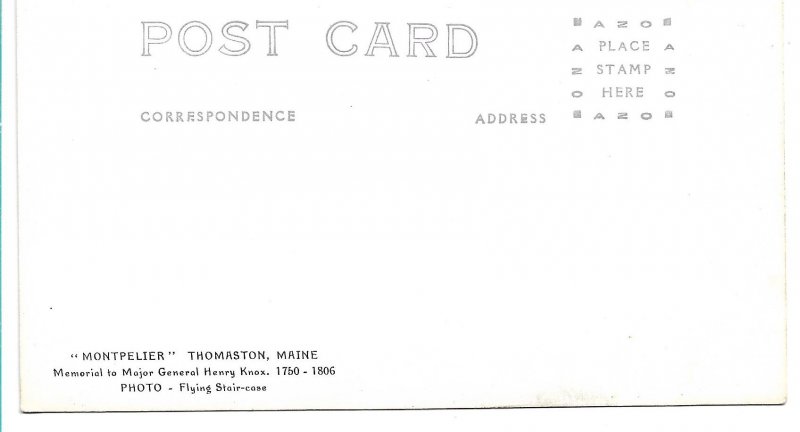 POST CARD
AZO
A PLACE A
Z STAMP Z
O HERE O
AZO
CORRESPONDENCE
ADDRESS
"MONTPELIER" THOMASTON, MAINE
Memorial to Major General Henry Knox. 1750 - 1806
PHOTO - Flying Stair-case